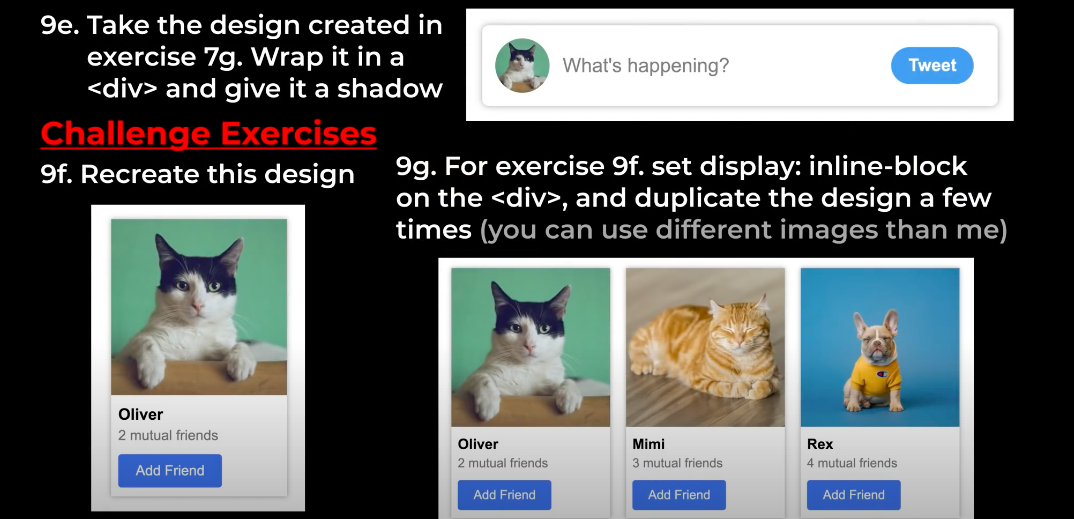 9e. Take the design created in
exercise 7g. Wrap it in a
<div> and give it a shadow
What's happening?
Tweet
Challenge Exercises
9f. Recreate this design
Oliver
2 mutual friends
Add Friend
9g. For exercise 9f. set display: inline-block
on the <div>, and duplicate the design a few
times (you can use different images than me)
Oliver
2 mutual friends
Add Friend
Mimi
3 mutual friends
Add Friend
Rex
4 mutual friends
Add Friend